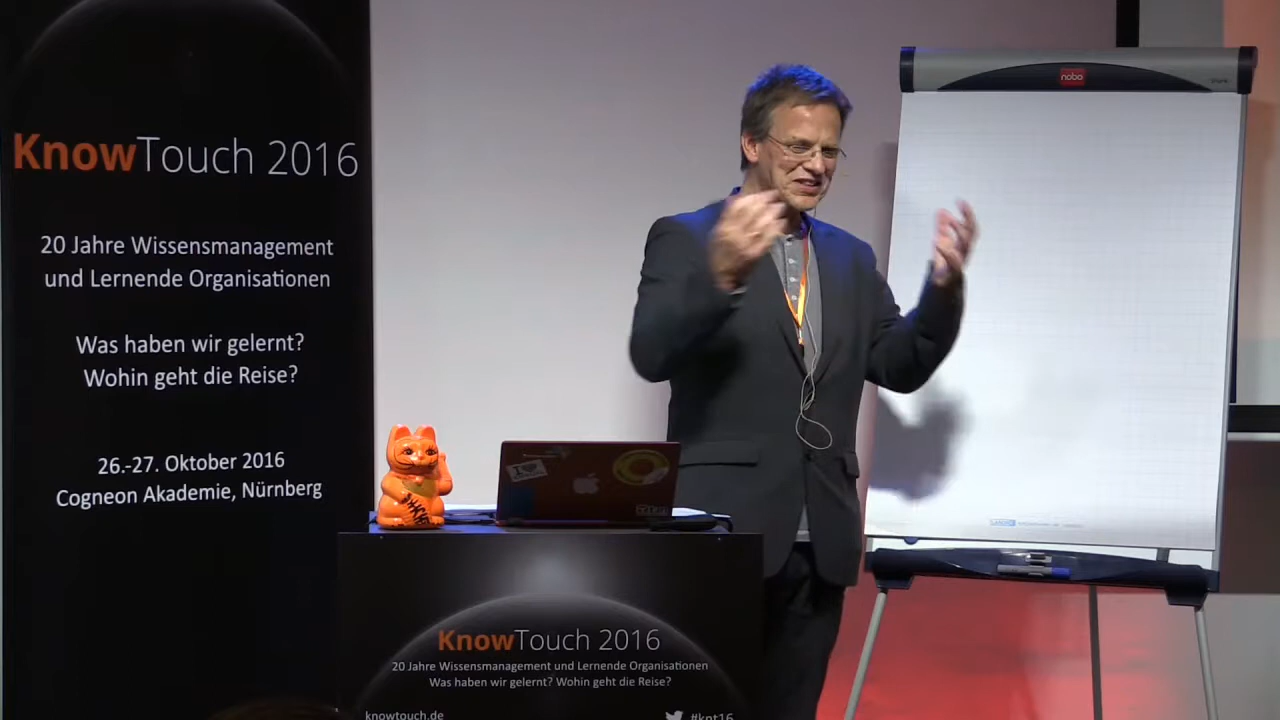 KnowTouch 2016
20 Jahre Wissensmanagement
und Lernende Organisationen
Was haben wir gelernt?
Wohin geht die Reise?
26.-27. Oktober 2016
Cogneon Akademie, Nürnberg
nobo
I
KnowTouch 2016
20 Jahre Wissensmanagement und Lernende Organisationen
Was haben wir gelernt? Wohin geht die Reise?
knowtouch.de
#knt16